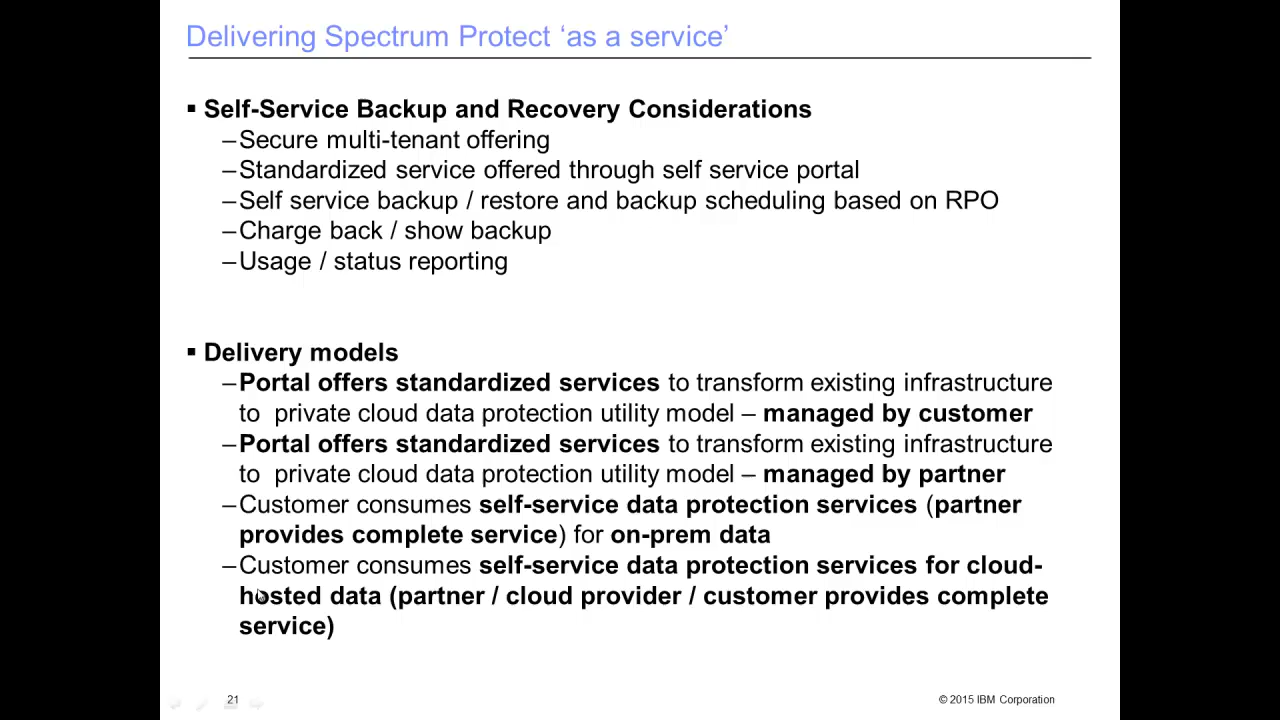 Delivering Spectrum Protect ‘as a service’
▪ Self-Service Backup and Recovery Considerations
–Secure multi-tenant offering
–Standardized service offered through self service portal
–Self service backup / restore and backup scheduling based on RPO
–Charge back / show backup
–Usage / status reporting
▪ Delivery models
–Portal offers standardized services to transform existing infrastructure
to private cloud data protection utility model – managed by customer
–Portal offers standardized services to transform existing infrastructure
to private cloud data protection utility model – managed by partner
–Customer consumes self-service data protection services (partner
provides complete service) for on-prem data
–Customer consumes self-service data protection services for cloud-
hosted data (partner / cloud provider / customer provides complete
service)
21
© 2015 IBM Corporation